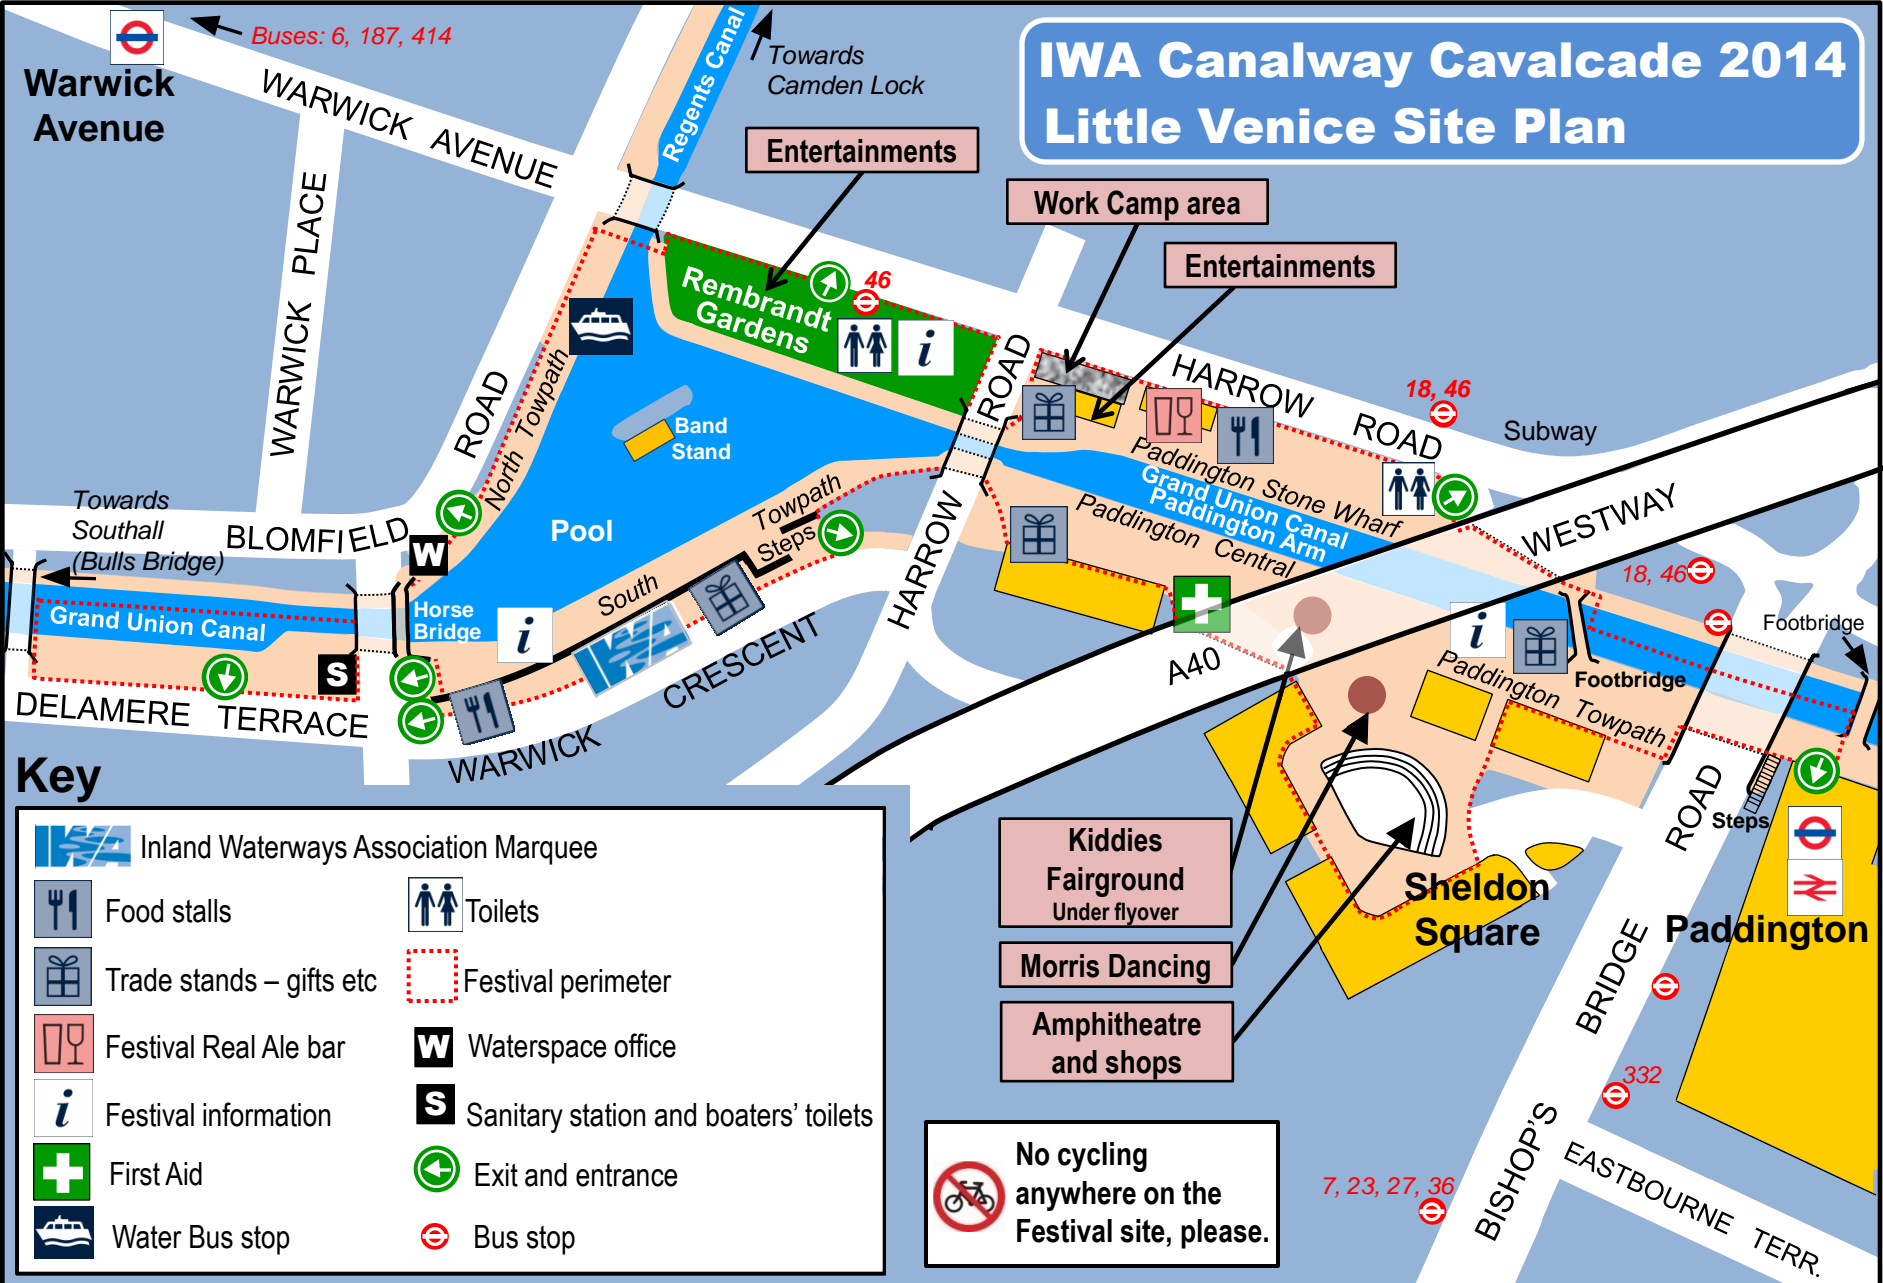 IWA Canalway Cavalcade 2014
Little Venice Site Plan
Buses: 6, 187, 414
Warwick
Avenue
WARWICK AVENUE
WARWICK PLACE
Regents Canal
Towards
Camden Lock
Entertainments
Work Camp area
Entertainments
Rembrandt
Gardens
46
i
ROAD
North Towpath
Band
Stand
Pool
ROAD
HARROW ROAD
18, 46
Subway
Paddington Stone Wharf
Grand Union Canal
Paddington Arm
Paddington Central
WESTWAY
A40
18, 46
Footbridge
Towards
Southall
(Bulls Bridge)
BLOMFIELD
W
Horse
Bridge
i
South Towpath
Steps
HARROW
Grand Union Canal
S
DELAMERE TERRACE
WARWICK CRESCENT
IWA
i
Footbridge
Paddington Towpath
Steps
Sheldon
Square
Paddington
BISHOP'S BRIDGE ROAD
332
7, 23, 27, 36
EASTBOURNE TERR.
Kiddies
Fairground
Under flyover
Morris Dancing
Amphitheatre
and shops
No cycling
anywhere on the
Festival site, please.
Key
IWA
Inland Waterways Association Marquee
Food stalls
Toilets
Trade stands – gifts etc
Festival perimeter
Festival Real Ale bar
W
Waterspace office
i
Festival information
S
Sanitary station and boaters' toilets
First Aid
Exit and entrance
Water Bus stop
Bus stop